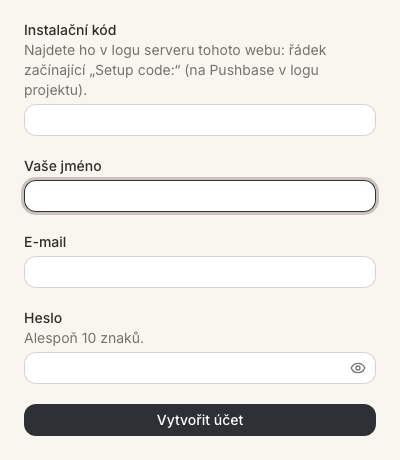 Instalační kód
Najdete ho v logu serveru tohoto webu: řádek
začínající „Setup code:“ (na Pushbase v logu
projektu).
Vaše jméno
E-mail
Heslo
Alespoň 10 znaků.
Vytvořit účet